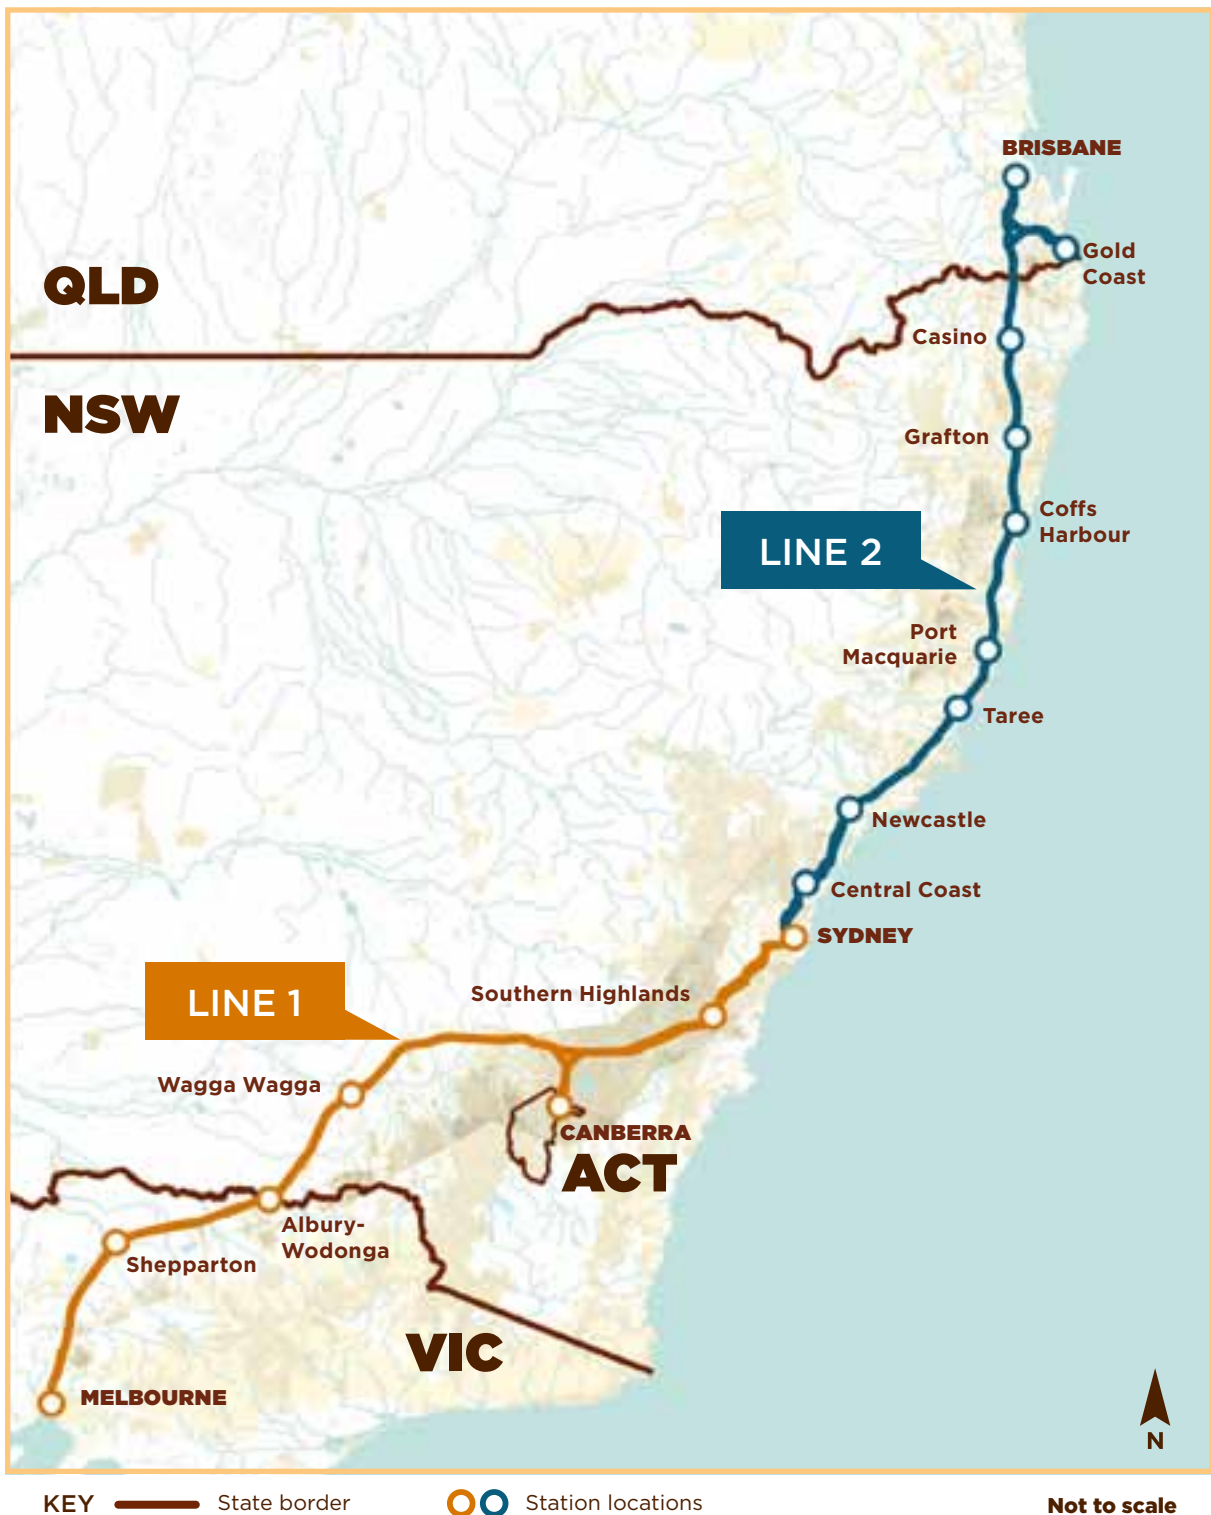 BRISBANE
Gold
Coast
QLD
Casino
NSW
Grafton
Coffs
Harbour
LINE 2
Port
Macquarie
Taree
Newcastle
Central Coast
SYDNEY
Southern Highlands
LINE 1
Wagga Wagga
CANBERRA
ACT
Albury-
Wodonga
Shepparton
VIC
MELBOURNE
N
KEY State border Station locations Not to scale